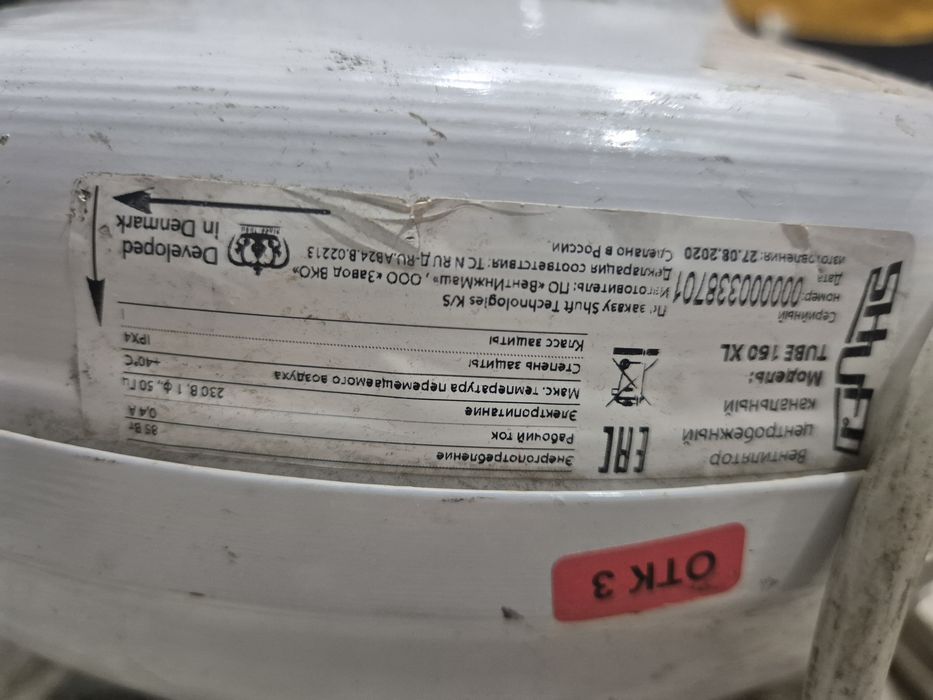 SHUFT
Вентилятор
центробежный
канальный
Модель:
TUBE 160 XL
Серийный
номер: 000000338701
Дата
изготовления: 27.08.2020
EAC
Энергопотребление 85 Вт
Рабочий ток 0,4 А
Электропитание 230 В, 1 ф, 50 Гц
Макс. температура перемещаемого воздуха +40°С
Степень защиты IPX4
Класс защиты I
По заказу Shuft Technologies K/S
Изготовитель: ПО «ВентИнжМаш», ООО «Завод ВКО»
Декларация соответствия: ТС N RU Д-RU.АВ24.В.02213
Сделано в России.
Developed
in Denmark
ОТК 3